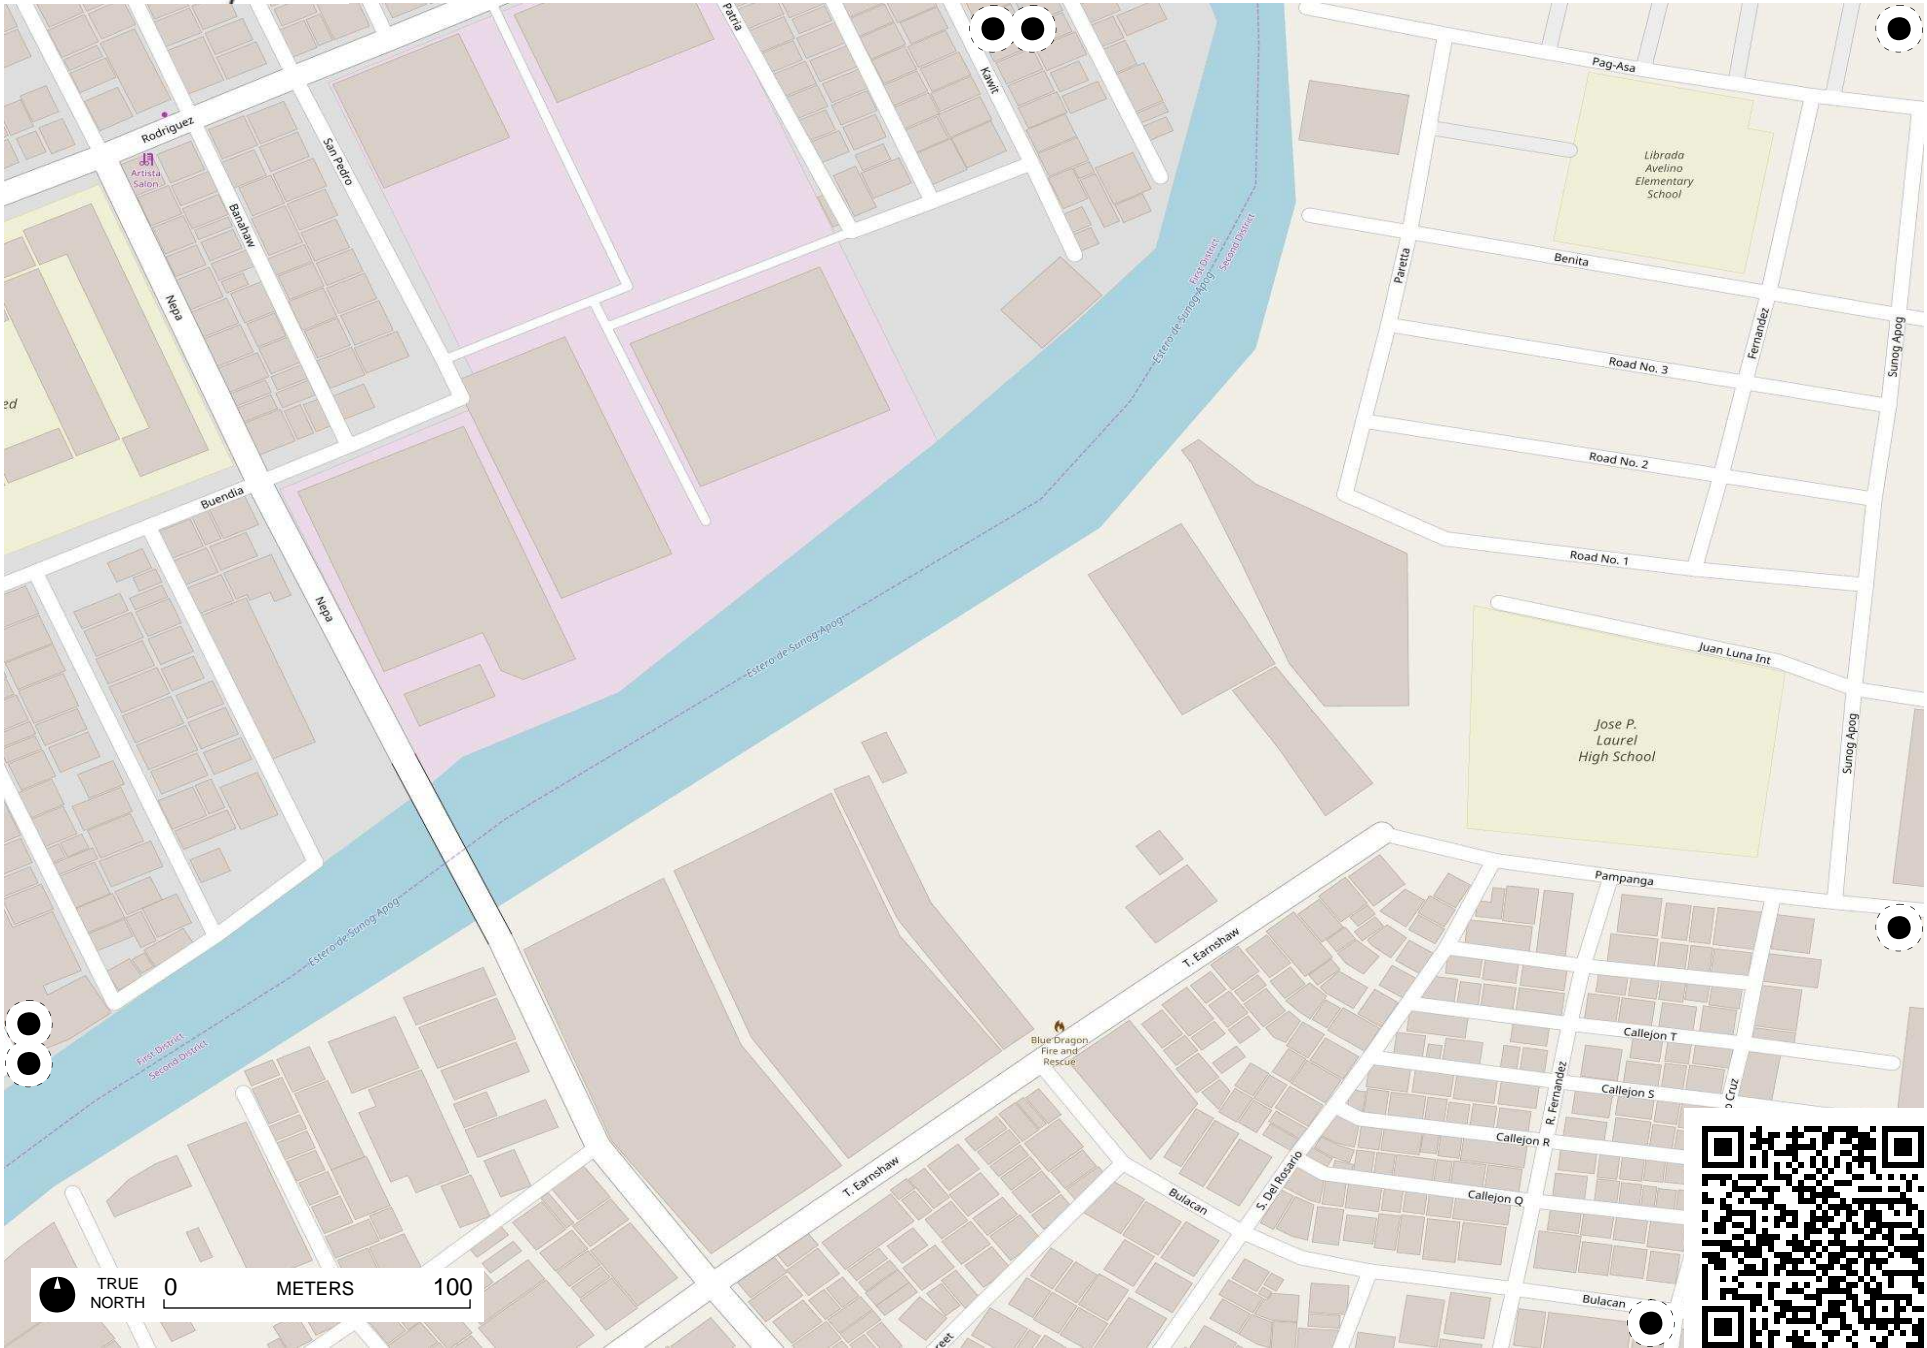 Patria
Kawit
Pag-Asa
Rodriguez
Artista
Salon
San Pedro
Banahaw
Librada
Avelino
Elementary
School
Nepa
First District
Second District
Estero de Sunog Apog
Paretta
Benita
Fernandez
Sunog Apog
Road No. 3
ed
Road No. 2
Buendia
Road No. 1
Nepa
Estero de Sunog Apog
Juan Luna Int
Jose P.
Laurel
High School
Sunog Apog
Pampanga
Estero de Sunog Apog
T. Earnshaw
First District
Second District
Blue Dragon
Fire and
Rescue
Callejon T
R. Fernandez
Callejon S
o Cruz
Callejon R
T. Earnshaw
S. Del Rosario
Bulacan
Callejon Q
TRUE
NORTH
0 METERS 100
Bulacan
reet